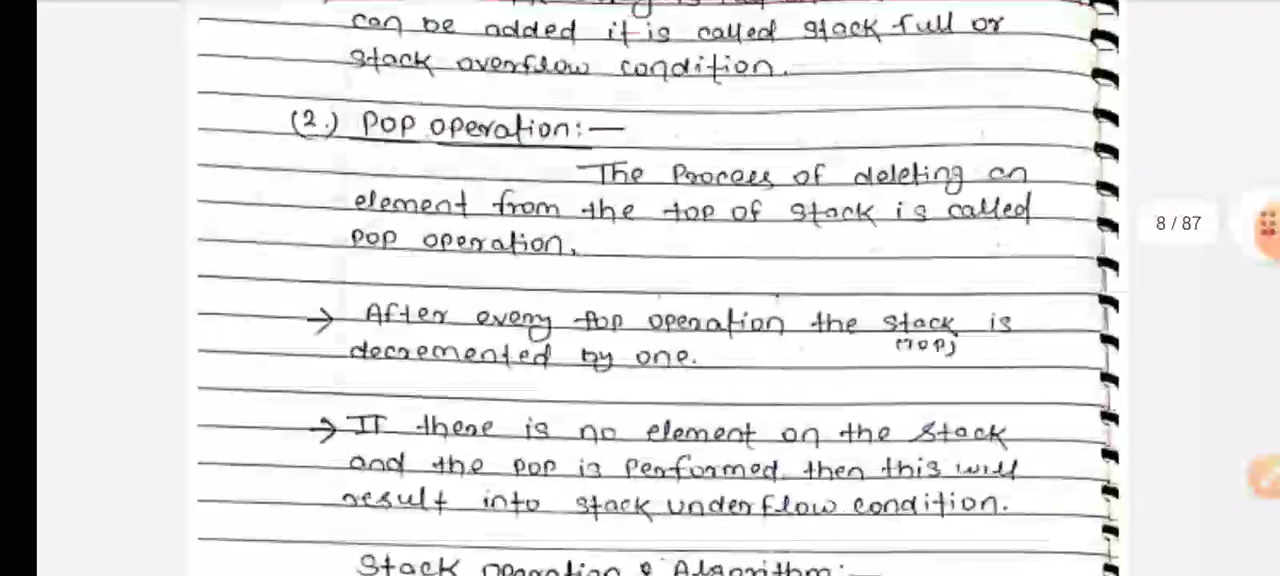 can be added it is called stack full or
stack overflow condition.
(2.) POP operation:—
The Process of deleting an
element from the top of stack is called
pop operation.
→ After every pop operation the stack is
(TOP)
decremented by one.
→ If there is no element on the stack
and the pop is performed then this will
result into stack underflow condition.
Stack operation & Algorithm:—
8 / 87